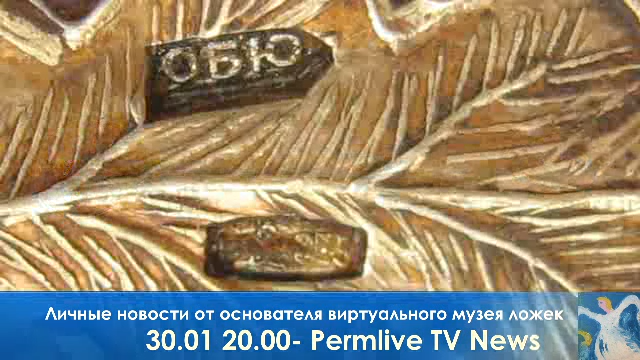 ОБЮ
Личные новости от основателя виртуального музея ложек
30.01 20.00- Permlive TV News